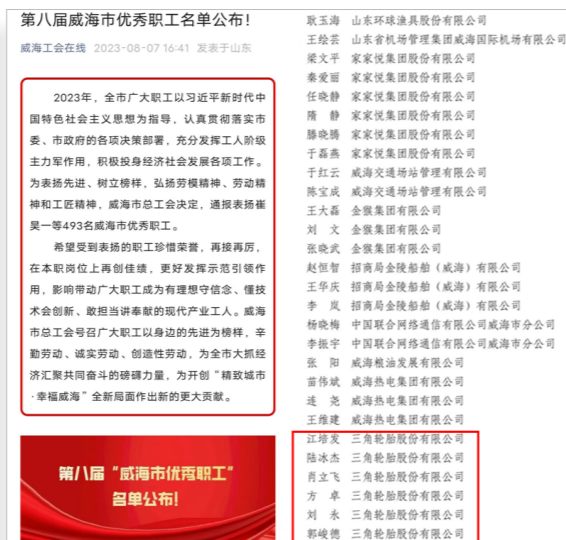 第八届威海市优秀职工名单公布！
威海工会在线 2023-08-07 16:41 发表于山东
2023年，全市广大职工以习近平新时代中
国特色社会主义思想为指导，认真贯彻落实市
委、市政府的各项决策部署，充分发挥工人阶级
主力军作用，积极投身经济社会发展各项工作。
为表扬先进、树立榜样，弘扬劳模精神、劳动精
神和工匠精神，威海市总工会决定，通报表扬崔
昊一等493名威海市优秀职工。
希望受到表扬的职工珍惜荣誉，再接再厉，
在本职岗位上再创佳绩，更好发挥示范引领作
用，影响带动广大职工成为有理想守信念、懂技
术会创新、敢担当讲奉献的现代产业工人。威海
市总工会号召广大职工以身边的先进为榜样，辛
勤劳动、诚实劳动、创造性劳动，为全市大抓经
济汇聚共同奋斗的磅礴力量，为开创“精致城市
·幸福威海”全新局面作出新的更大贡献。
第八届“威海市优秀职工”
名单公布！
耿玉海 山东环球渔具股份有限公司
王绘芸 山东省机场管理集团威海国际机场有限公司
梁文平 家家悦集团股份有限公司
秦爱丽 家家悦集团股份有限公司
任晓静 家家悦集团股份有限公司
隋 静 家家悦集团股份有限公司
滕晓腾 家家悦集团股份有限公司
于磊燕 家家悦集团股份有限公司
于红云 威海交通场站管理有限公司
陈宝成 威海交通场站管理有限公司
王大磊 金猴集团有限公司
刘 文 金猴集团有限公司
张晓武 金猴集团有限公司
赵恒智 招商局金陵船舶（威海）有限公司
王华庆 招商局金陵船舶（威海）有限公司
李 岚 招商局金陵船舶（威海）有限公司
杨晓梅 中国联合网络通信有限公司威海市分公司
李振宇 中国联合网络通信有限公司威海市分公司
张 阳 威海粮油发展有限公司
苗伟斌 威海热电集团有限公司
连 尧 威海热电集团有限公司
王维建 威海热电集团有限公司
江培发 三角轮胎股份有限公司
陆冰杰 三角轮胎股份有限公司
肖立飞 三角轮胎股份有限公司
方 卓 三角轮胎股份有限公司
刘 永 三角轮胎股份有限公司
郭峻德 三角轮胎股份有限公司